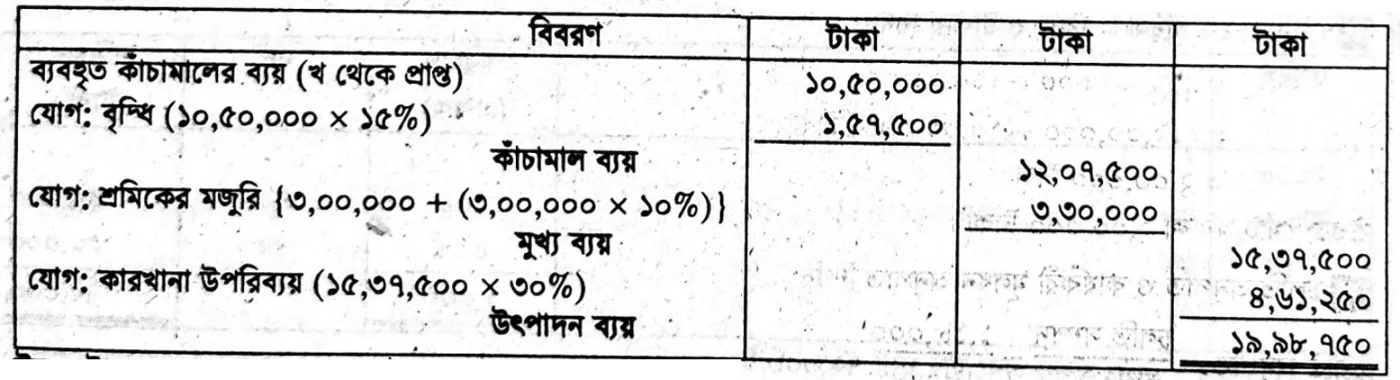 বিবরণ টাকা টাকা টাকা
ব্যবহৃত কাঁচামালের ব্যয় (খ থেকে প্রাপ্ত) ১০,৫০,০০০
যোগ: বৃদ্ধি (১০,৫০,০০০ × ১৫%) ১,৫৭,৫০০
কাঁচামাল ব্যয় ১২,০৭,৫০০
যোগ: শ্রমিকের মজুরি {৩,০০,০০০ + (৩,০০,০০০ × ১০%)} ৩,৩০,০০০
মুখ্য ব্যয় ১৫,৩৭,৫০০
যোগ: কারখানা উপরিব্যয় (১৫,৩৭,৫০০ × ৩০%) ৪,৬১,২৫০
উৎপাদন ব্যয় ১৯,৯৮,৭৫০